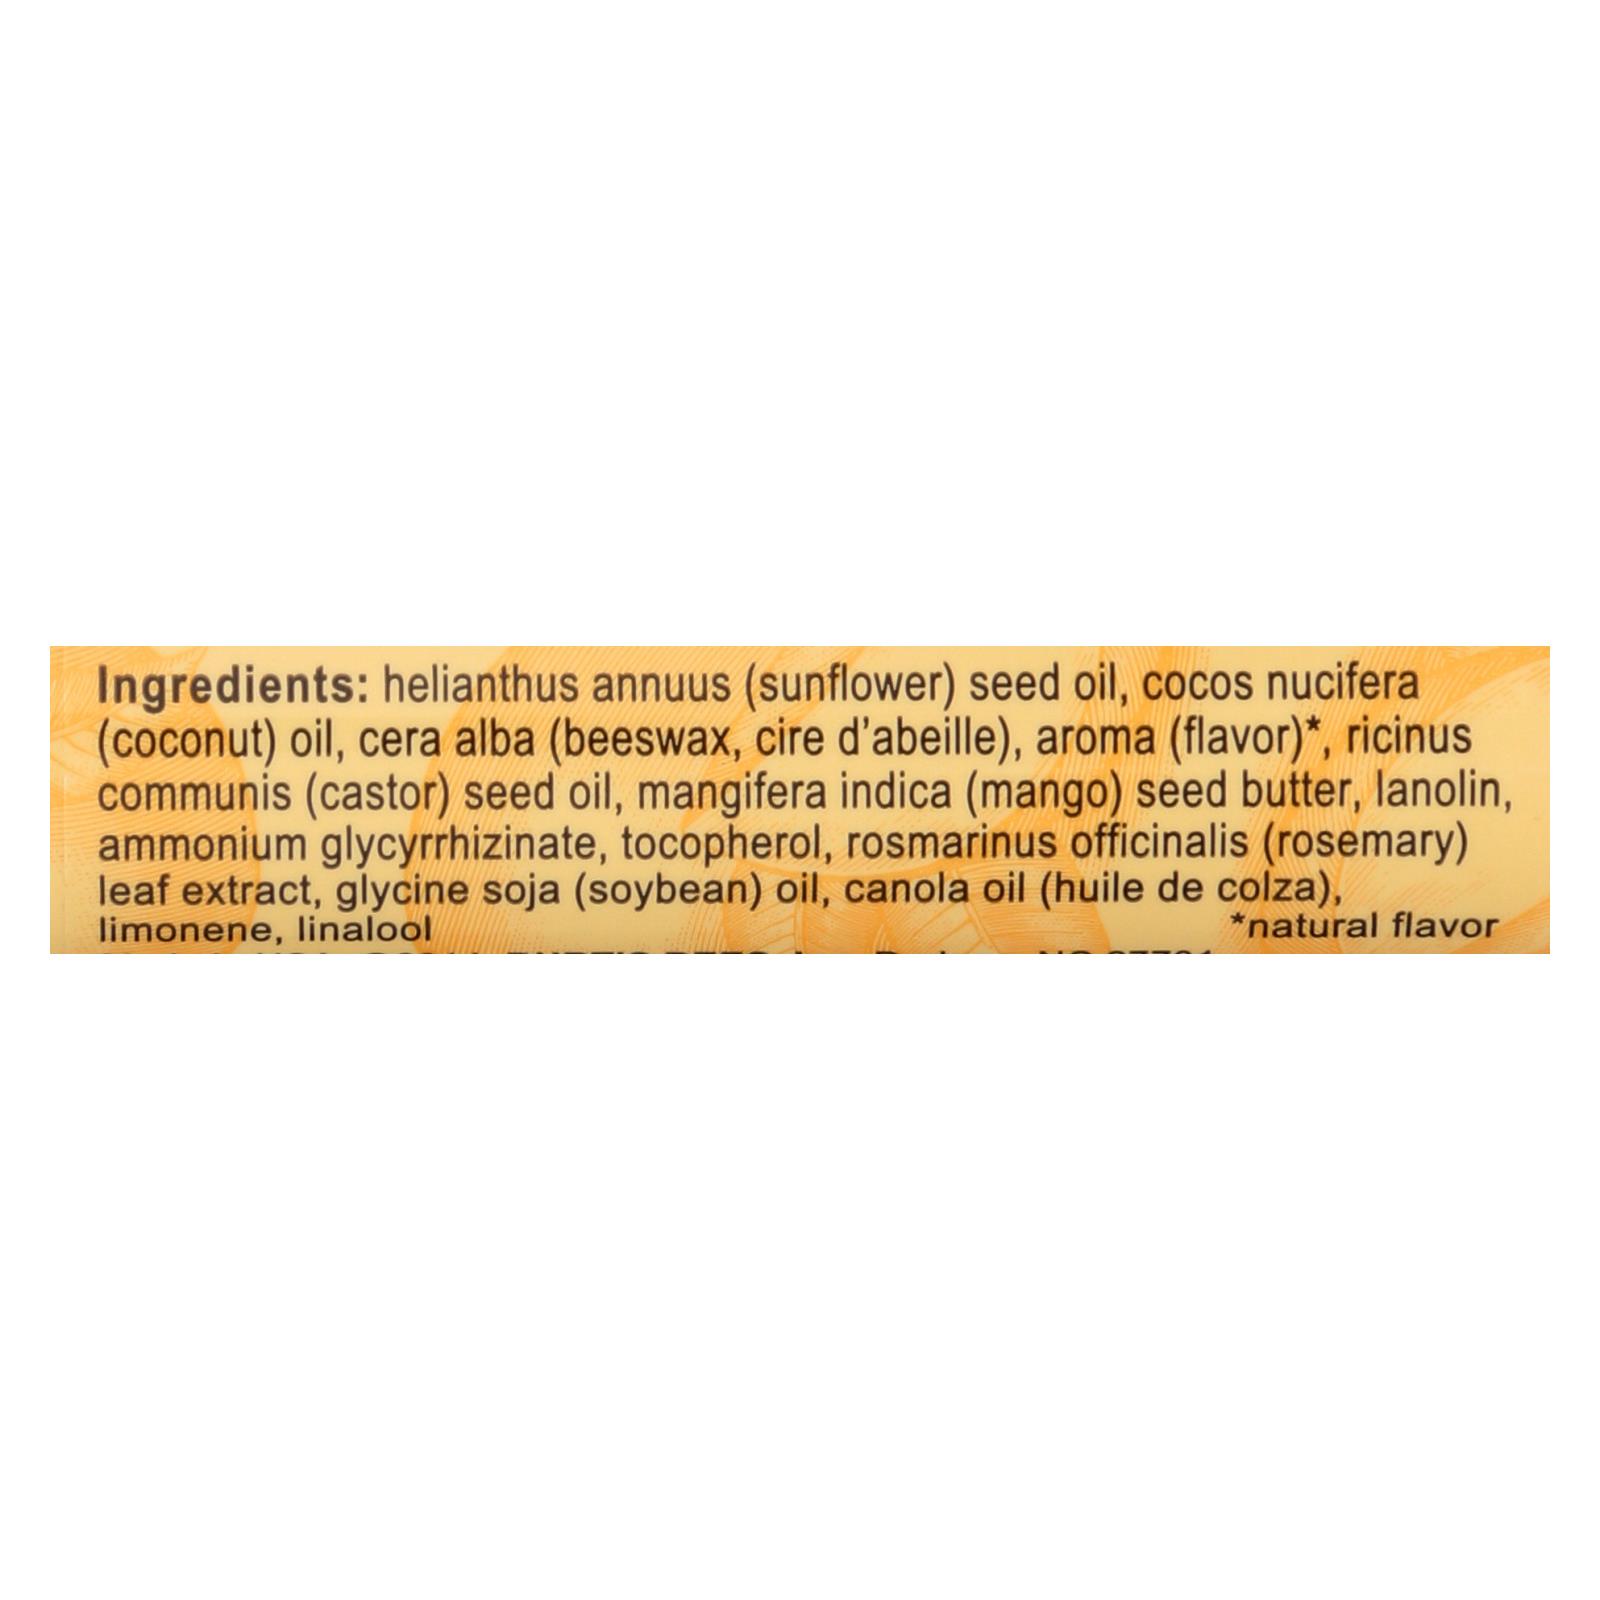 Ingredients: helianthus annuus (sunflower) seed oil, cocos nucifera
(coconut) oil, cera alba (beeswax, cire d'abeille), aroma (flavor)*, ricinus
communis (castor) seed oil, mangifera indica (mango) seed butter, lanolin,
ammonium glycyrrhizinate, tocopherol, rosmarinus officinalis (rosemary)
leaf extract, glycine soja (soybean) oil, canola oil (huile de colza),
limonene, linalool *natural flavor